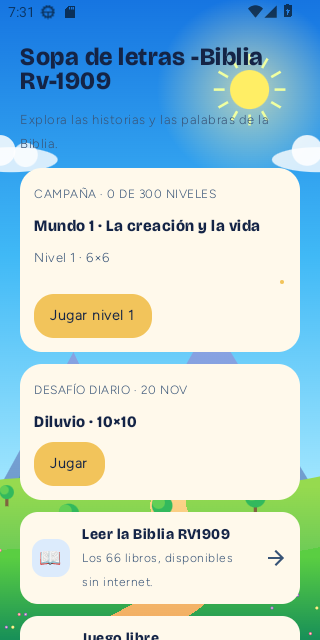 7:31
Sopa de letras -Biblia
Rv-1909
Explora las historias y las palabras de la
Biblia.
CAMPAÑA · 0 DE 300 NIVELES
Mundo 1 · La creación y la vida
Nivel 1 · 6×6
Jugar nivel 1
DESAFÍO DIARIO · 20 NOV
Diluvio · 10×10
Jugar
Leer la Biblia RV1909
Los 66 libros, disponibles
sin internet.
Juego libre